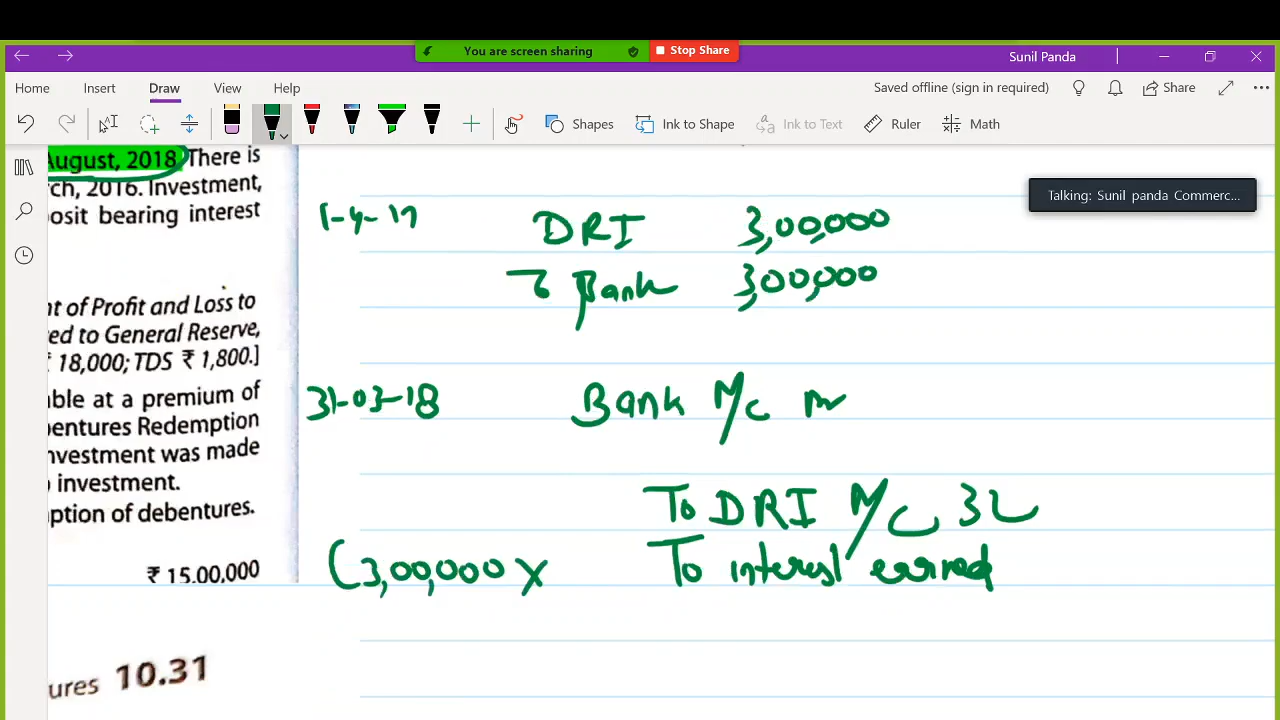 You are screen sharing Stop Share
Sunil Panda
Home Insert Draw View Help Saved offline (sign in required) Share
Shapes Ink to Shape Ink to Text Ruler Math
Talking: Sunil panda Commerc...
August, 2018 There is
ch, 2016. Investment,
osit bearing interest
nt of Profit and Loss to
ed to General Reserve,
₹ 18,000; TDS ₹ 1,800.]
able at a premium of
bentures Redemption
nvestment was made
investment.
ption of debentures.
₹ 15,00,000
ures 10.31
1-4-17 DRI 3,00,000
Bank 3,00,000
31-03-18 Bank A/C
To DRI A/C 3L
(3,00,000 x To interest